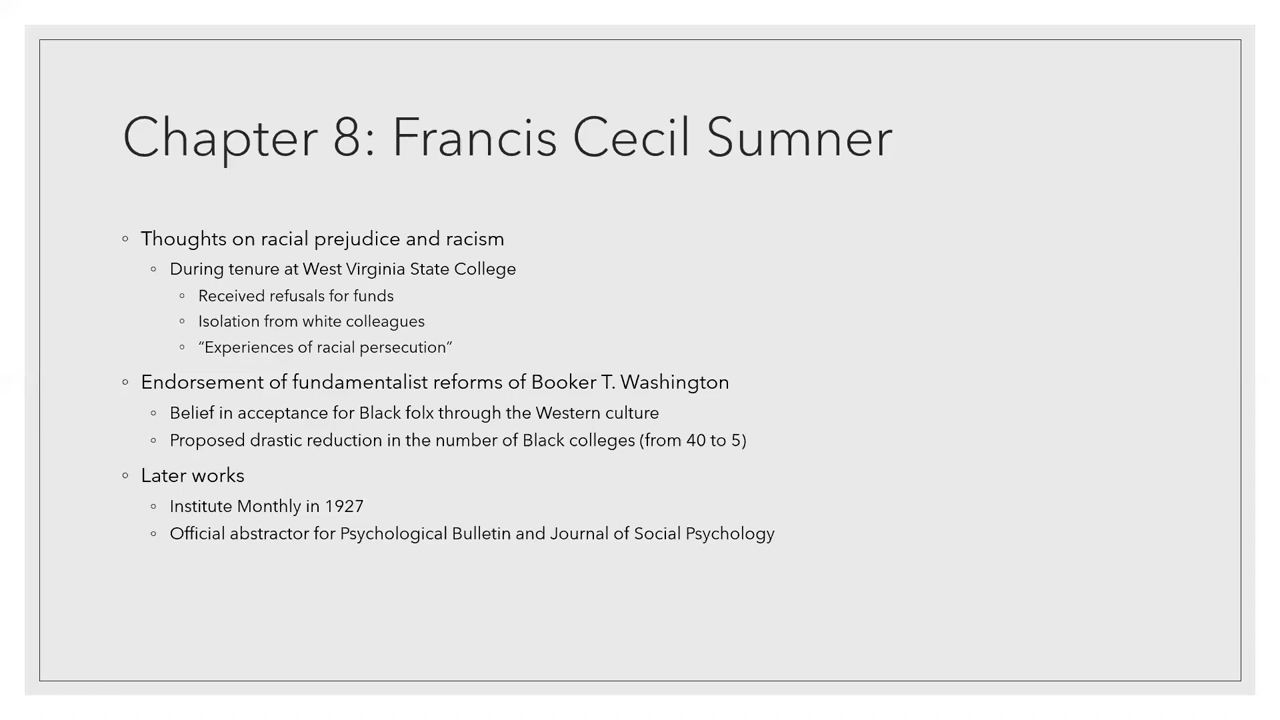 Chapter 8: Francis Cecil Sumner
◦ Thoughts on racial prejudice and racism
◦ During tenure at West Virginia State College
◦ Received refusals for funds
◦ Isolation from white colleagues
◦ “Experiences of racial persecution”
◦ Endorsement of fundamentalist reforms of Booker T. Washington
◦ Belief in acceptance for Black folx through the Western culture
◦ Proposed drastic reduction in the number of Black colleges (from 40 to 5)
◦ Later works
◦ Institute Monthly in 1927
◦ Official abstractor for Psychological Bulletin and Journal of Social Psychology